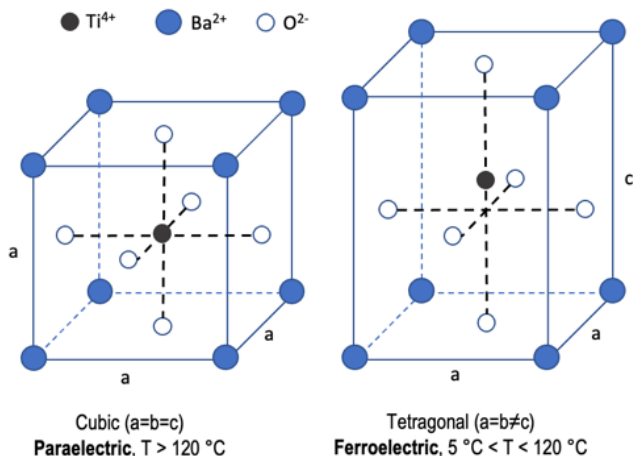 Ti⁴⁺ Ba²⁺ O²⁻
a
a
a
c
a
a
Cubic (a=b=c)
Paraelectric, T > 120 °C
Tetragonal (a=b≠c)
Ferroelectric, 5 °C < T < 120 °C